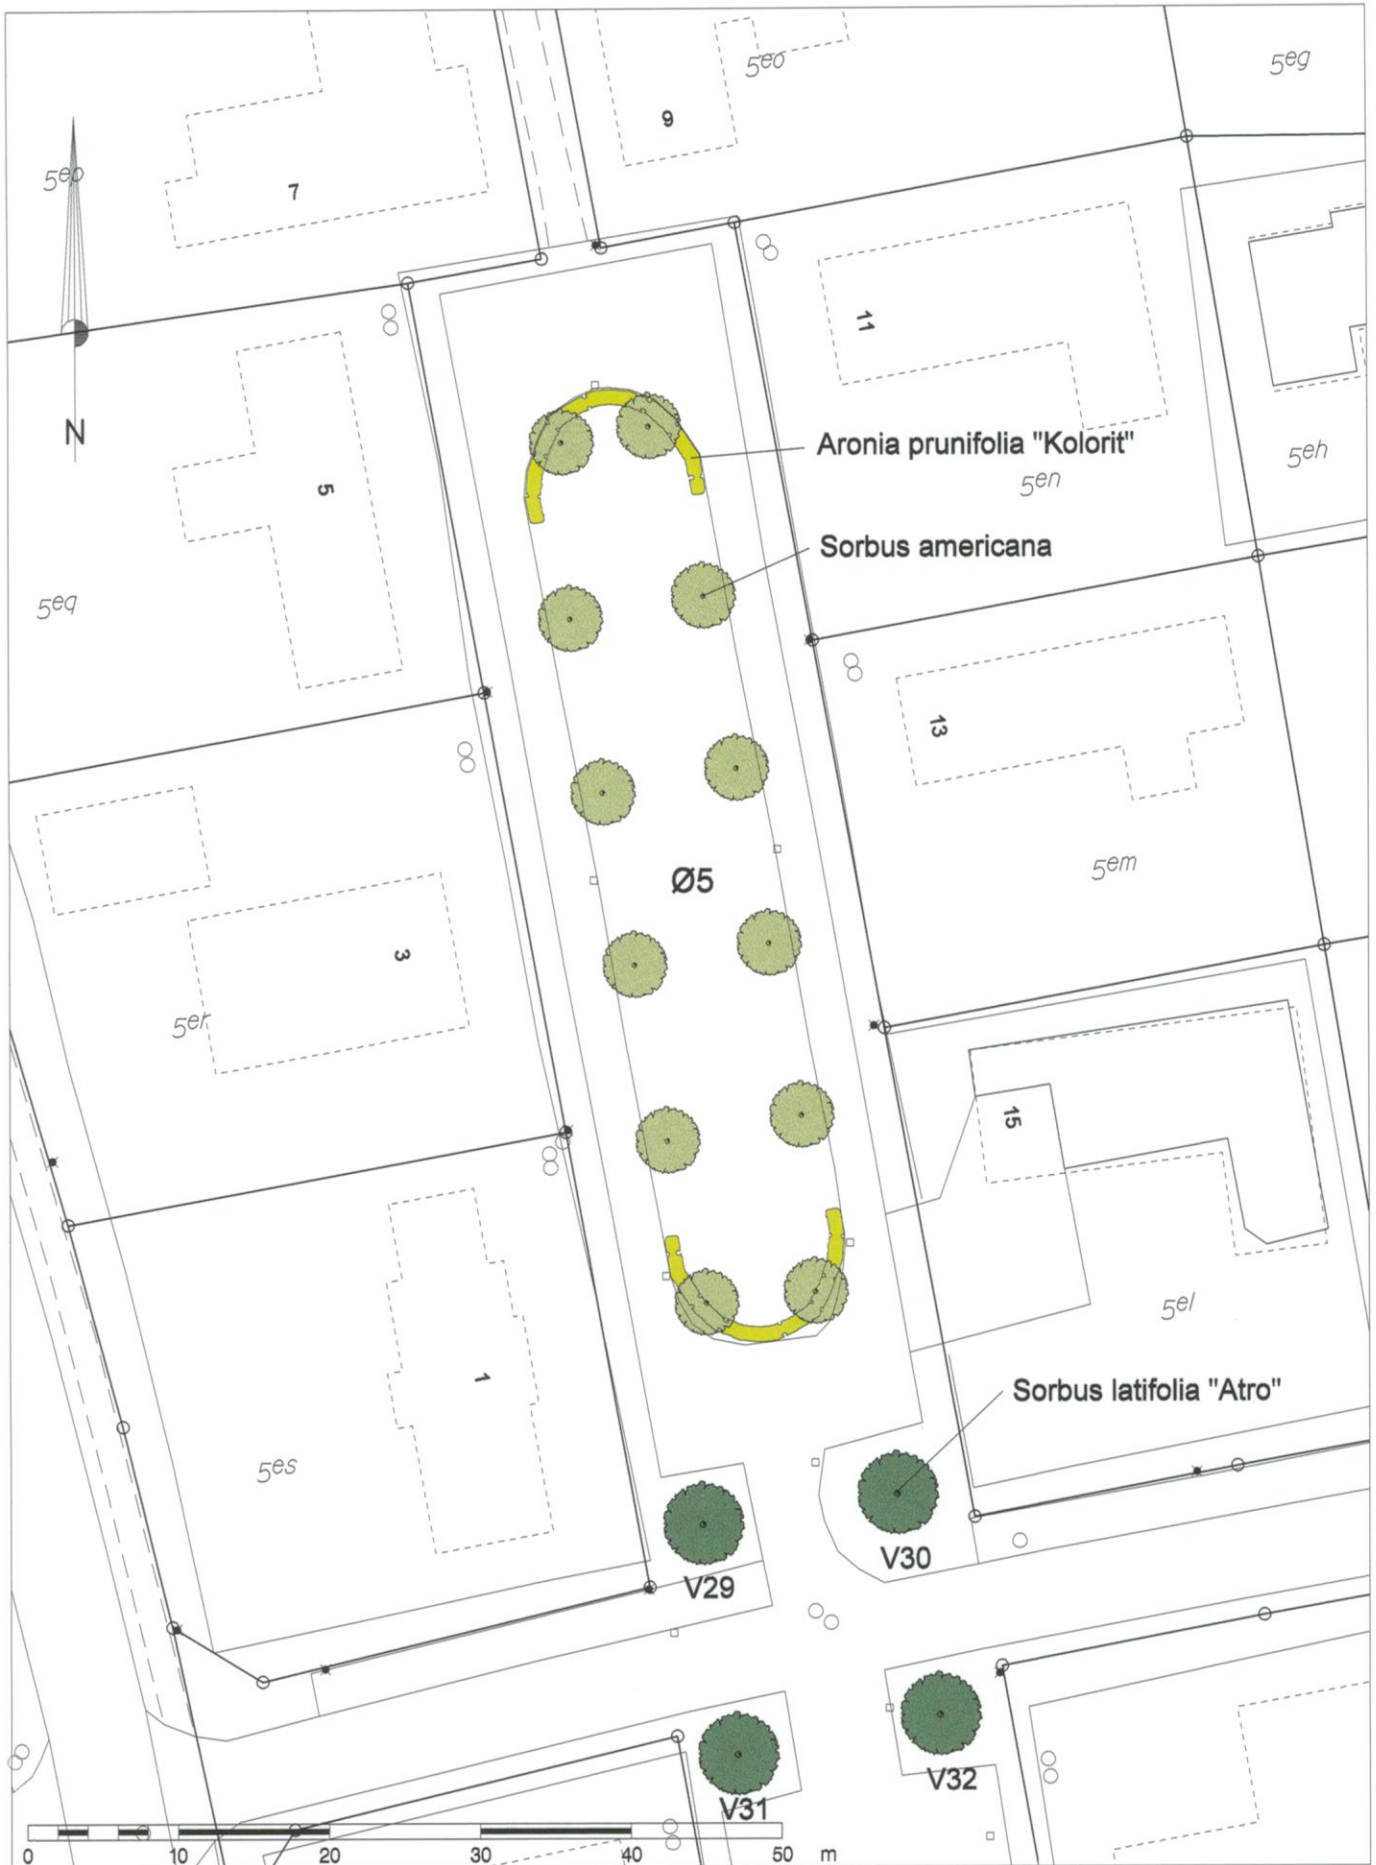 5eo
5eg
9
5ep
7
11
N
Aronia prunifolia "Kolorit"
5eh
5en
5
Sorbus americana
5eq
13
Ø5
5em
3
5er
15
5el
1
Sorbus latifolia "Atro"
5es
V30
V29
V32
V31
0 10 20 30 40 50 m